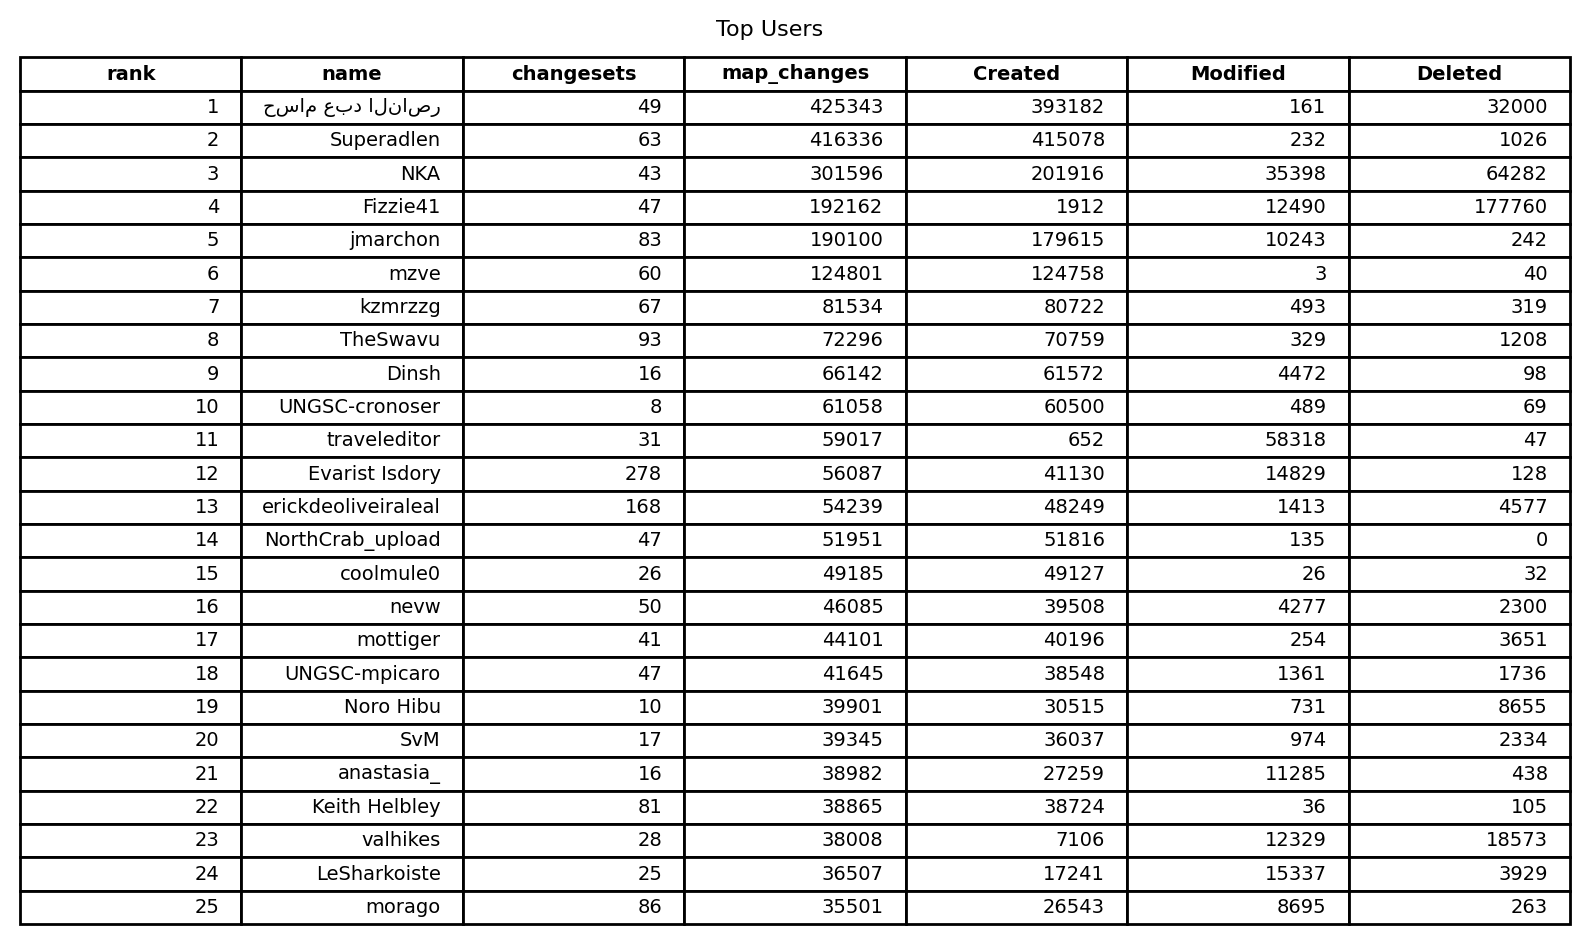 Top Users
rank name changesets map_changes Created Modified Deleted
1 حسام عبد الناصر 49 425343 393182 161 32000
2 Superadlen 63 416336 415078 232 1026
3 NKA 43 301596 201916 35398 64282
4 Fizzie41 47 192162 1912 12490 177760
5 jmarchon 83 190100 179615 10243 242
6 mzve 60 124801 124758 3 40
7 kzmrzzg 67 81534 80722 493 319
8 TheSwavu 93 72296 70759 329 1208
9 Dinsh 16 66142 61572 4472 98
10 UNGSC-cronoser 8 61058 60500 489 69
11 traveleditor 31 59017 652 58318 47
12 Evarist Isdory 278 56087 41130 14829 128
13 erickdeoliveiraleal 168 54239 48249 1413 4577
14 NorthCrab_upload 47 51951 51816 135 0
15 coolmule0 26 49185 49127 26 32
16 nevw 50 46085 39508 4277 2300
17 mottiger 41 44101 40196 254 3651
18 UNGSC-mpicaro 47 41645 38548 1361 1736
19 Noro Hibu 10 39901 30515 731 8655
20 SvM 17 39345 36037 974 2334
21 anastasia_ 16 38982 27259 11285 438
22 Keith Helbley 81 38865 38724 36 105
23 valhikes 28 38008 7106 12329 18573
24 LeSharkoiste 25 36507 17241 15337 3929
25 morago 86 35501 26543 8695 263